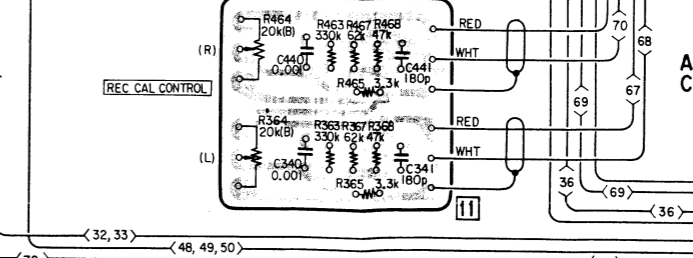 R464
20k(B)
R463 R467 R468
330k 62k 47k
(R)
C440
0.001
C441
180p
R465 3.3k
RED
WHT
REC CAL CONTROL
R364
20k(B)
R363 R367 R368
330k 62k 47k
(L)
C340
0.001
C341
180p
R365 3.3k
RED
WHT
11
70
68
67
69
36
69
36
A
C
32, 33
48, 49, 50